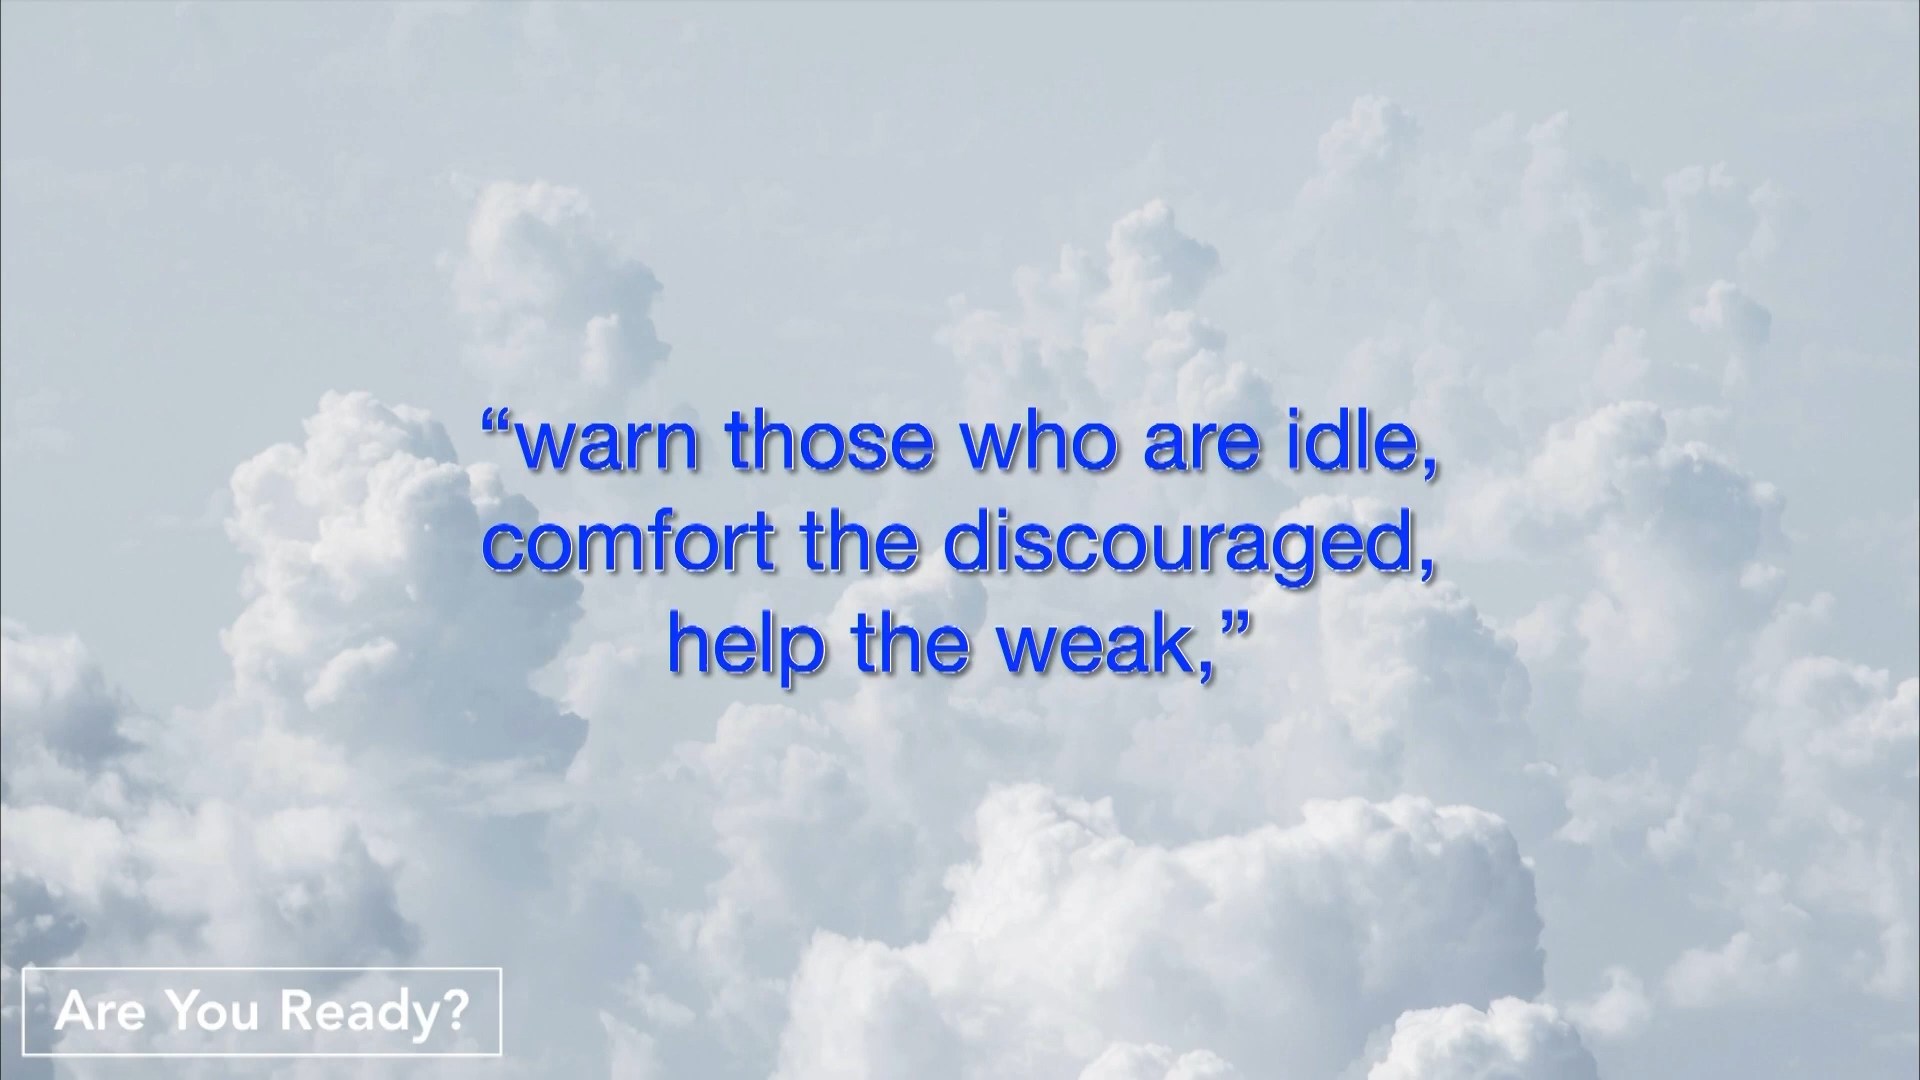 “warn those who are idle,
comfort the discouraged,
help the weak,”
Are You Ready?